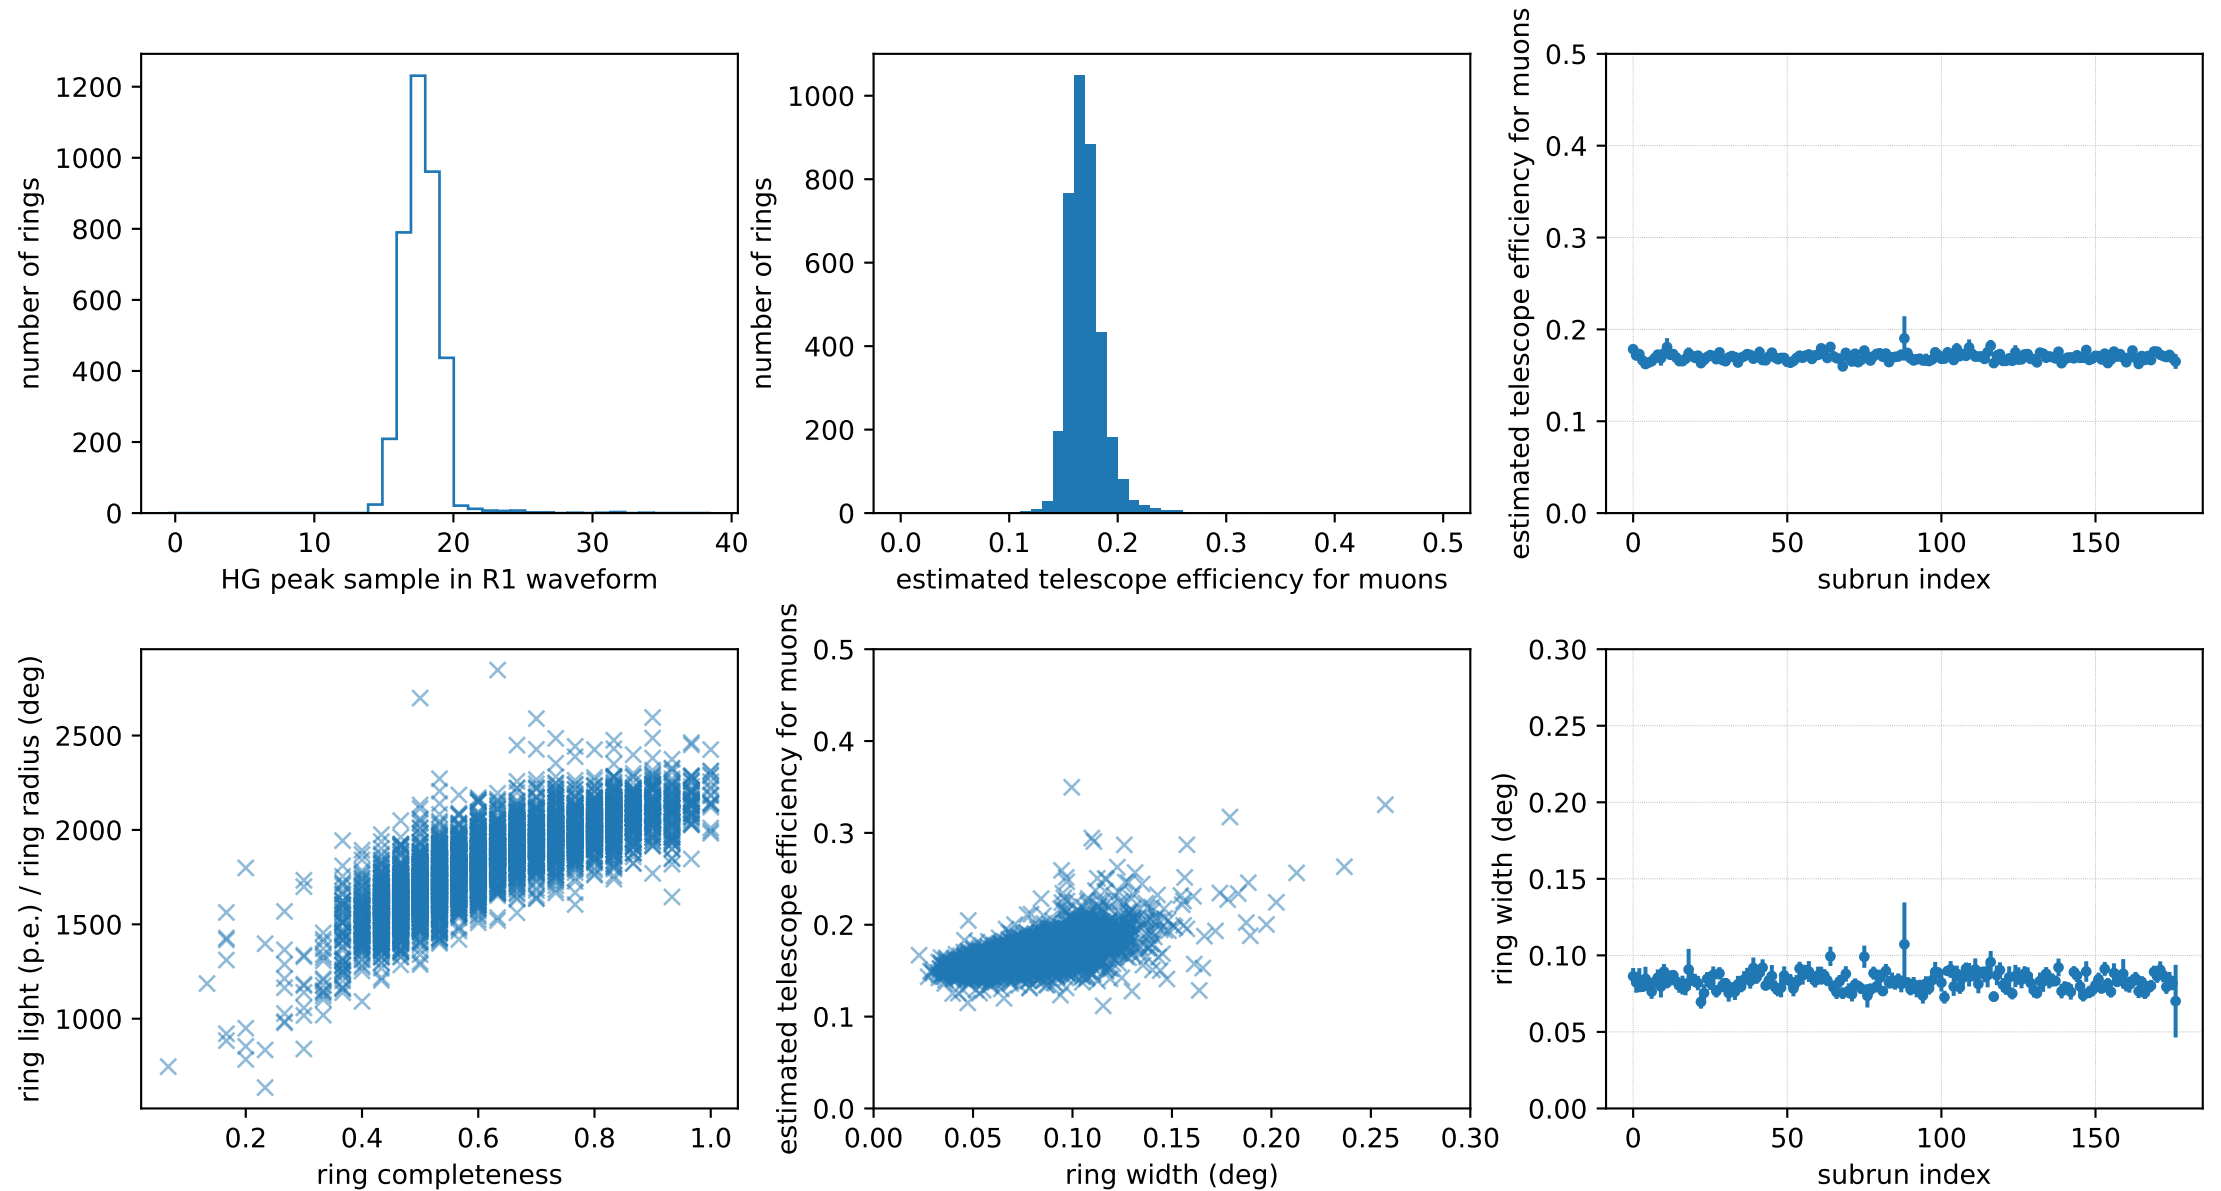 number of rings
1200
1000
800
600
400
200
0
0 10 20 30 40
HG peak sample in R1 waveform
number of rings
1000
800
600
400
200
0
0.0 0.1 0.2 0.3 0.4 0.5
estimated telescope efficiency for muons
estimated telescope efficiency for muons
0.5
0.4
0.3
0.2
0.1
0.0
0 50 100 150
subrun index
ring light (p.e.) / ring radius (deg)
2500
2000
1500
1000
0.2 0.4 0.6 0.8 1.0
ring completeness
estimated telescope efficiency for muons
0.5
0.4
0.3
0.2
0.1
0.0
0.00 0.05 0.10 0.15 0.20 0.25 0.30
ring width (deg)
ring width (deg)
0.30
0.25
0.20
0.15
0.10
0.05
0.00
0 50 100 150
subrun index